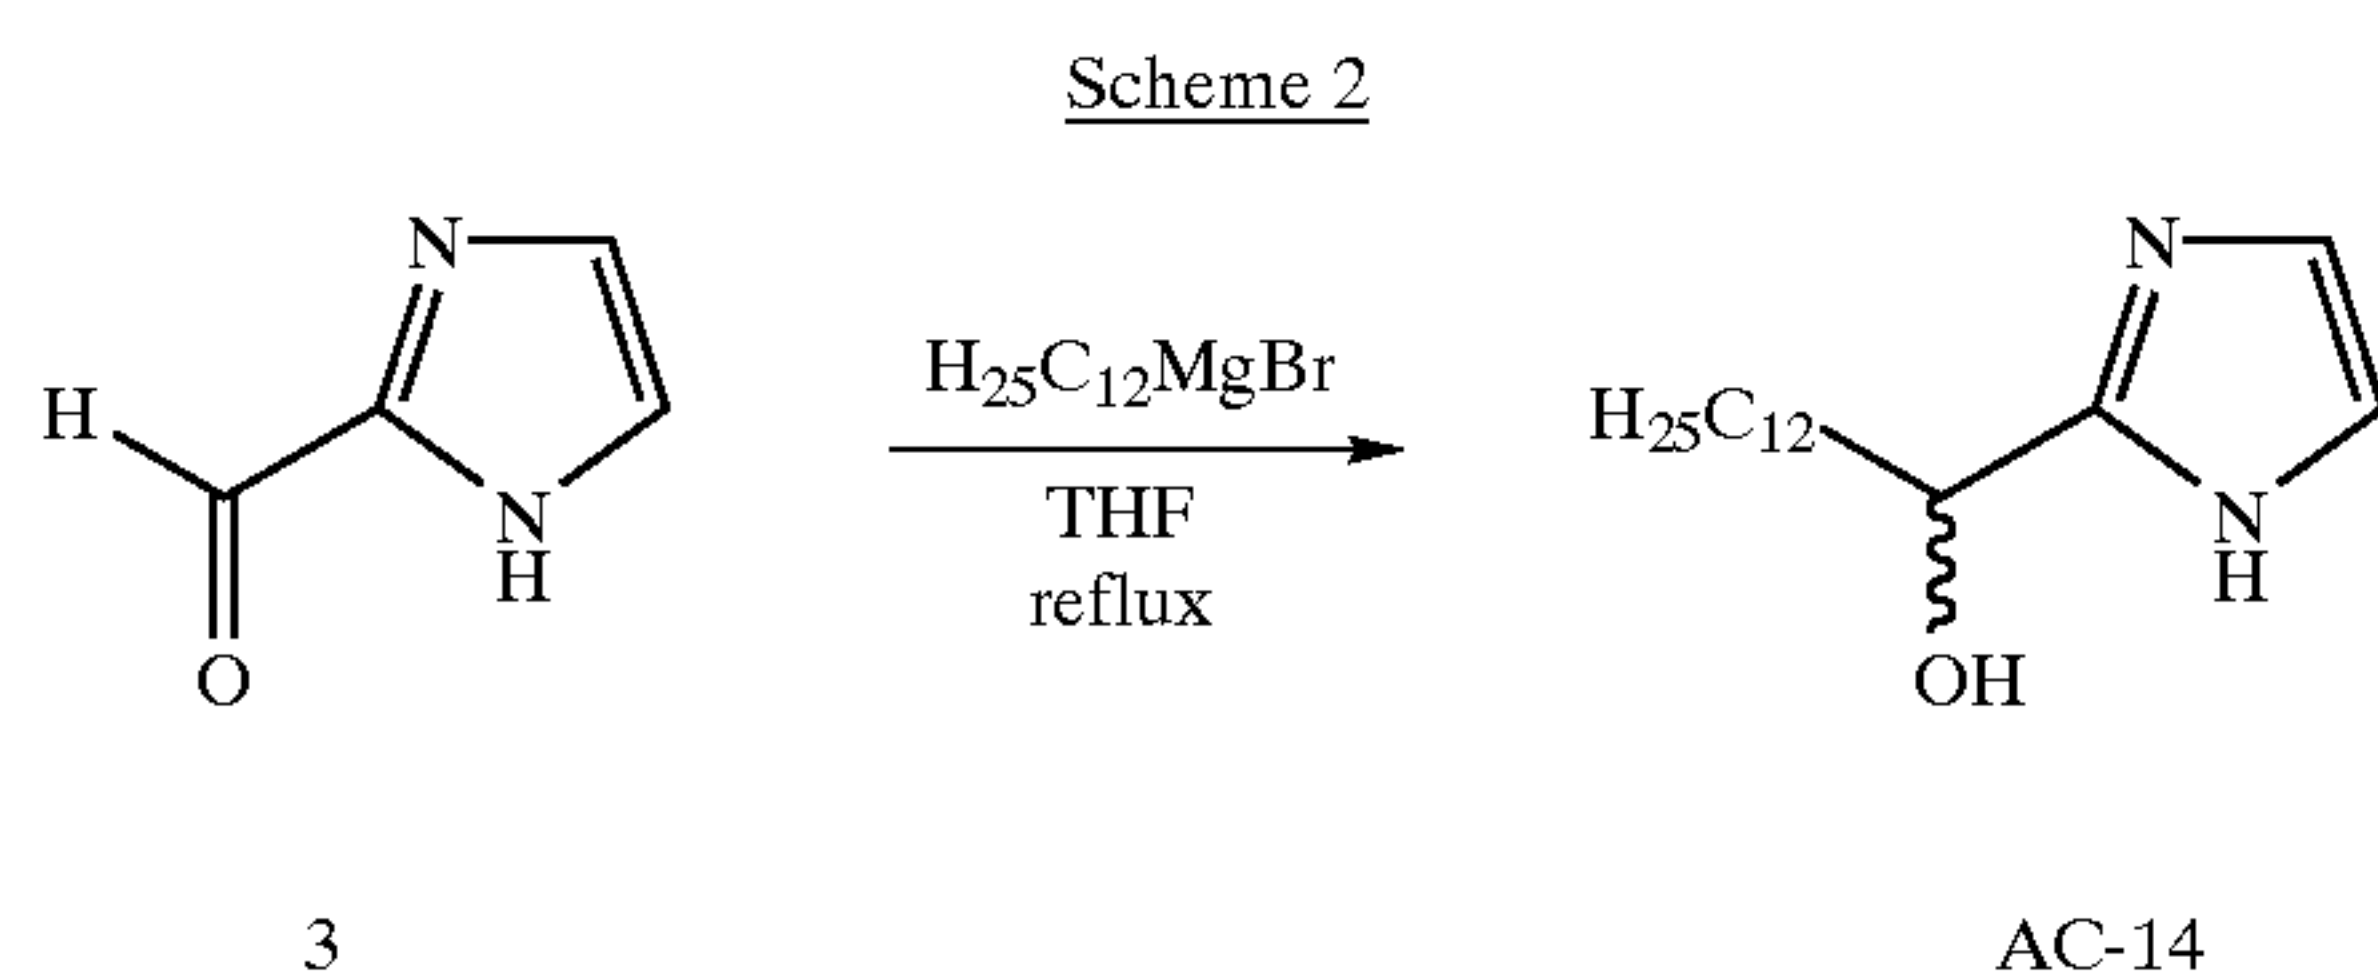 Scheme 2
N
H₂₅C₁₂MgBr
H
N
H
O
THF
reflux
N
H₂₅C₁₂
N
H
OH
3
AC-14